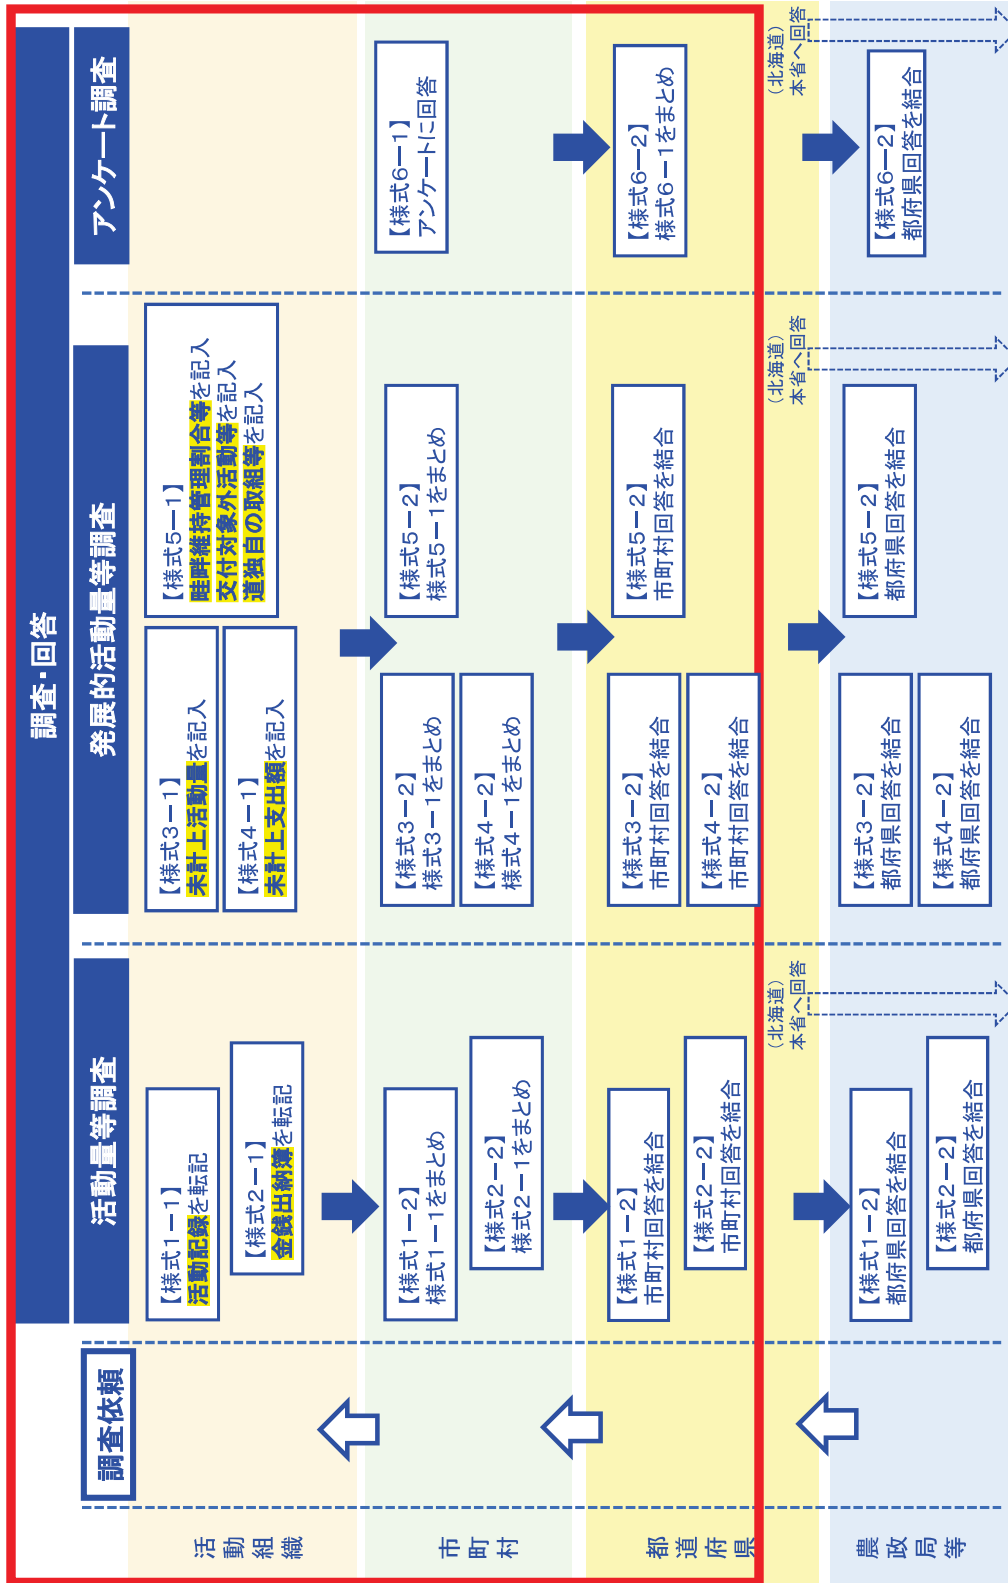 調査・回答
調査依頼
活動量等調査
発展的活動量等調査
アンケート調査
活動組織
【様式1－1】
活動記録を転記
【様式2－1】
金銭出納簿を転記
【様式3－1】
未計上活動量を記入
【様式4－1】
未計上支出額を記入
【様式5－1】
畦畔維持管理割合等を記入
交付対象外活動等を記入
道独自の取組等を記入
市町村
【様式1－2】
様式1－1をまとめ
【様式2－2】
様式2－1をまとめ
【様式3－2】
様式3－1をまとめ
【様式4－2】
様式4－1をまとめ
【様式5－2】
様式5－1をまとめ
【様式6－1】
アンケートに回答
都道府県
【様式1－2】
市町村回答を結合
【様式2－2】
市町村回答を結合
【様式3－2】
市町村回答を結合
【様式4－2】
市町村回答を結合
【様式5－2】
市町村回答を結合
【様式6－2】
様式6－1をまとめ
（北海道）
本省へ回答
（北海道）
本省へ回答
（北海道）
本省へ回答
農政局等
【様式1－2】
都府県回答を結合
【様式2－2】
都府県回答を結合
【様式3－2】
都府県回答を結合
【様式4－2】
都府県回答を結合
【様式5－2】
都府県回答を結合
【様式6－2】
都府県回答を結合